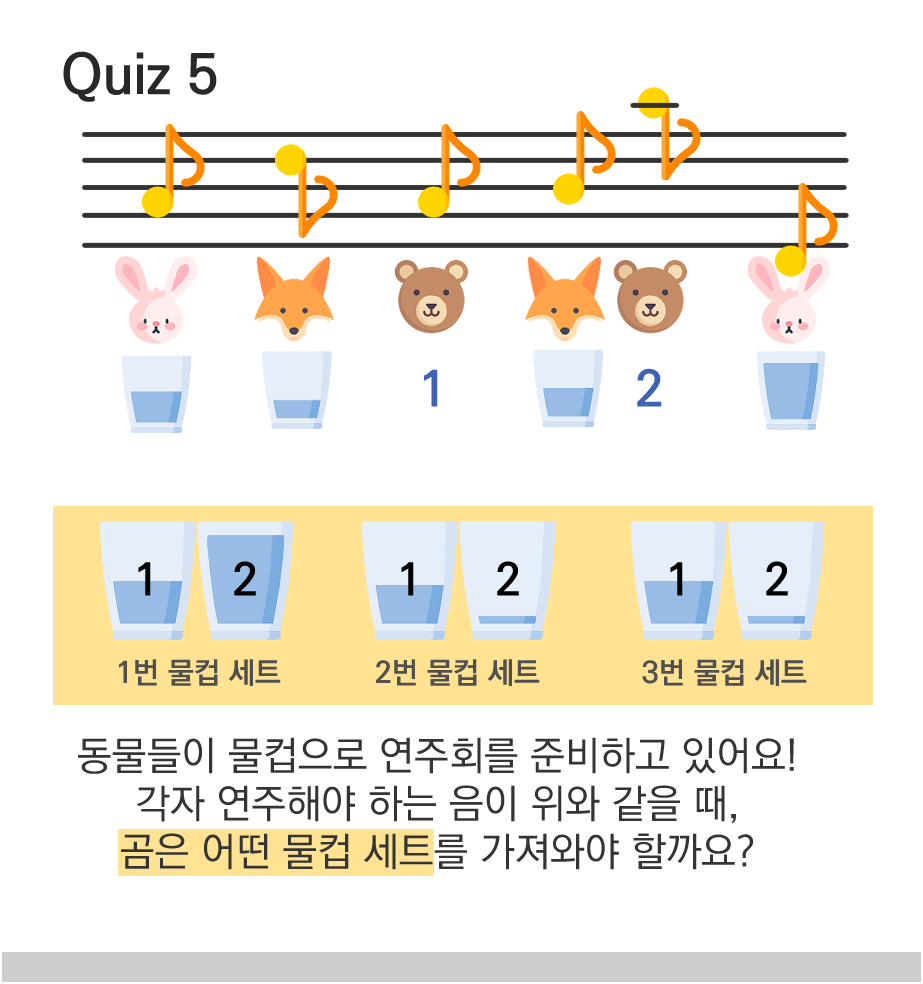 Quiz 5
1
2
1 2 1 2 1 2
1번 물컵 세트 2번 물컵 세트 3번 물컵 세트
동물들이 물컵으로 연주회를 준비하고 있어요!
각자 연주해야 하는 음이 위와 같을 때,
곰은 어떤 물컵 세트를 가져와야 할까요?